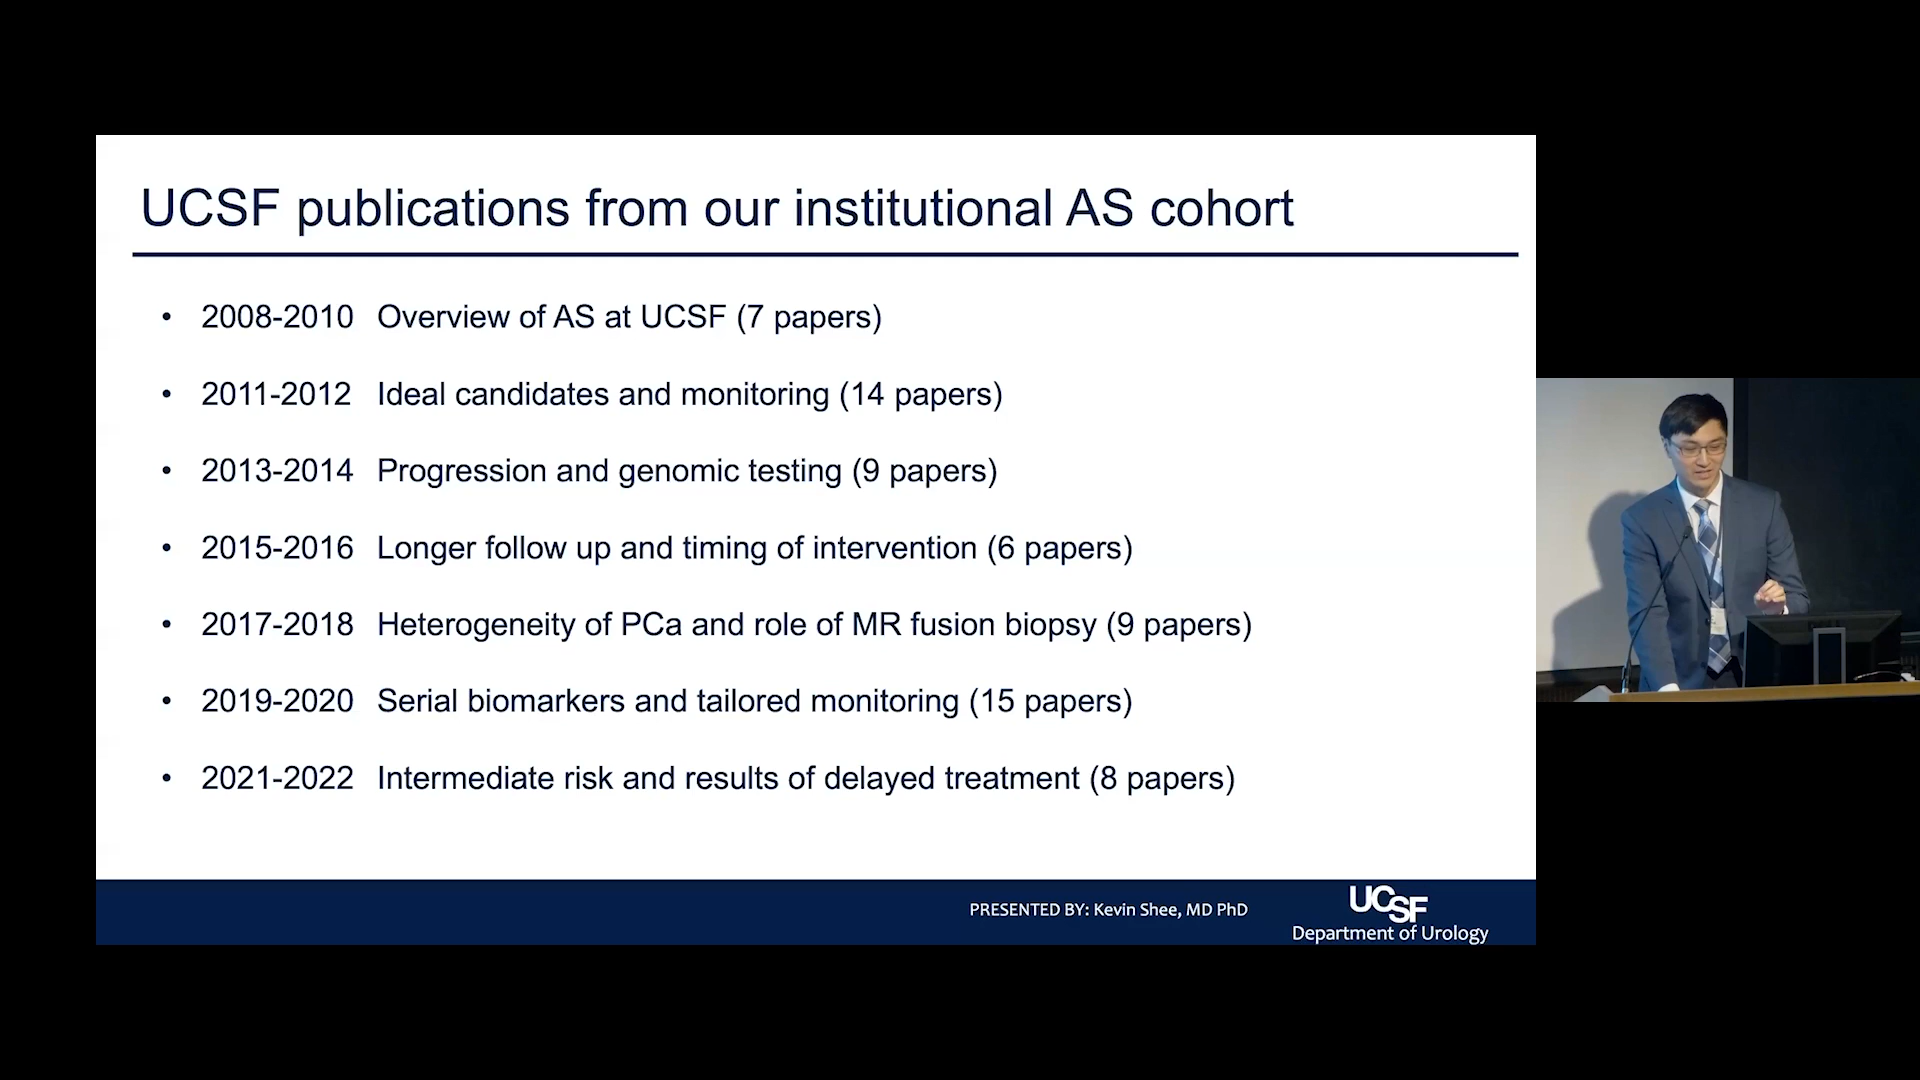 UCSF publications from our institutional AS cohort
• 2008-2010 Overview of AS at UCSF (7 papers)
• 2011-2012 Ideal candidates and monitoring (14 papers)
• 2013-2014 Progression and genomic testing (9 papers)
• 2015-2016 Longer follow up and timing of intervention (6 papers)
• 2017-2018 Heterogeneity of PCa and role of MR fusion biopsy (9 papers)
• 2019-2020 Serial biomarkers and tailored monitoring (15 papers)
• 2021-2022 Intermediate risk and results of delayed treatment (8 papers)
PRESENTED BY: Kevin Shee, MD PhD
UCSF
Department of Urology